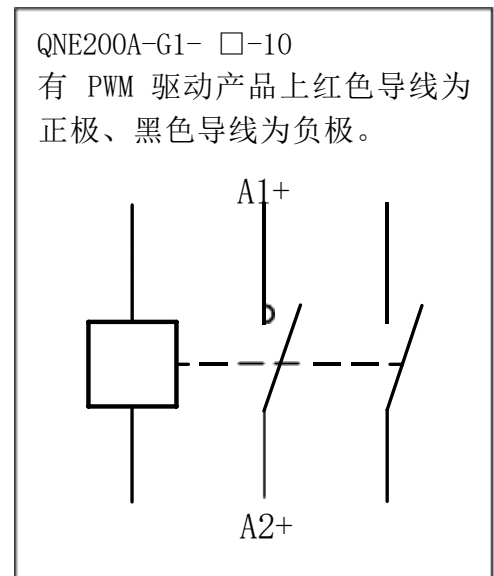 QNE200A-G1- □-10
有 PWM 驱动产品上红色导线为
正极、黑色导线为负极。
A1+
A2+